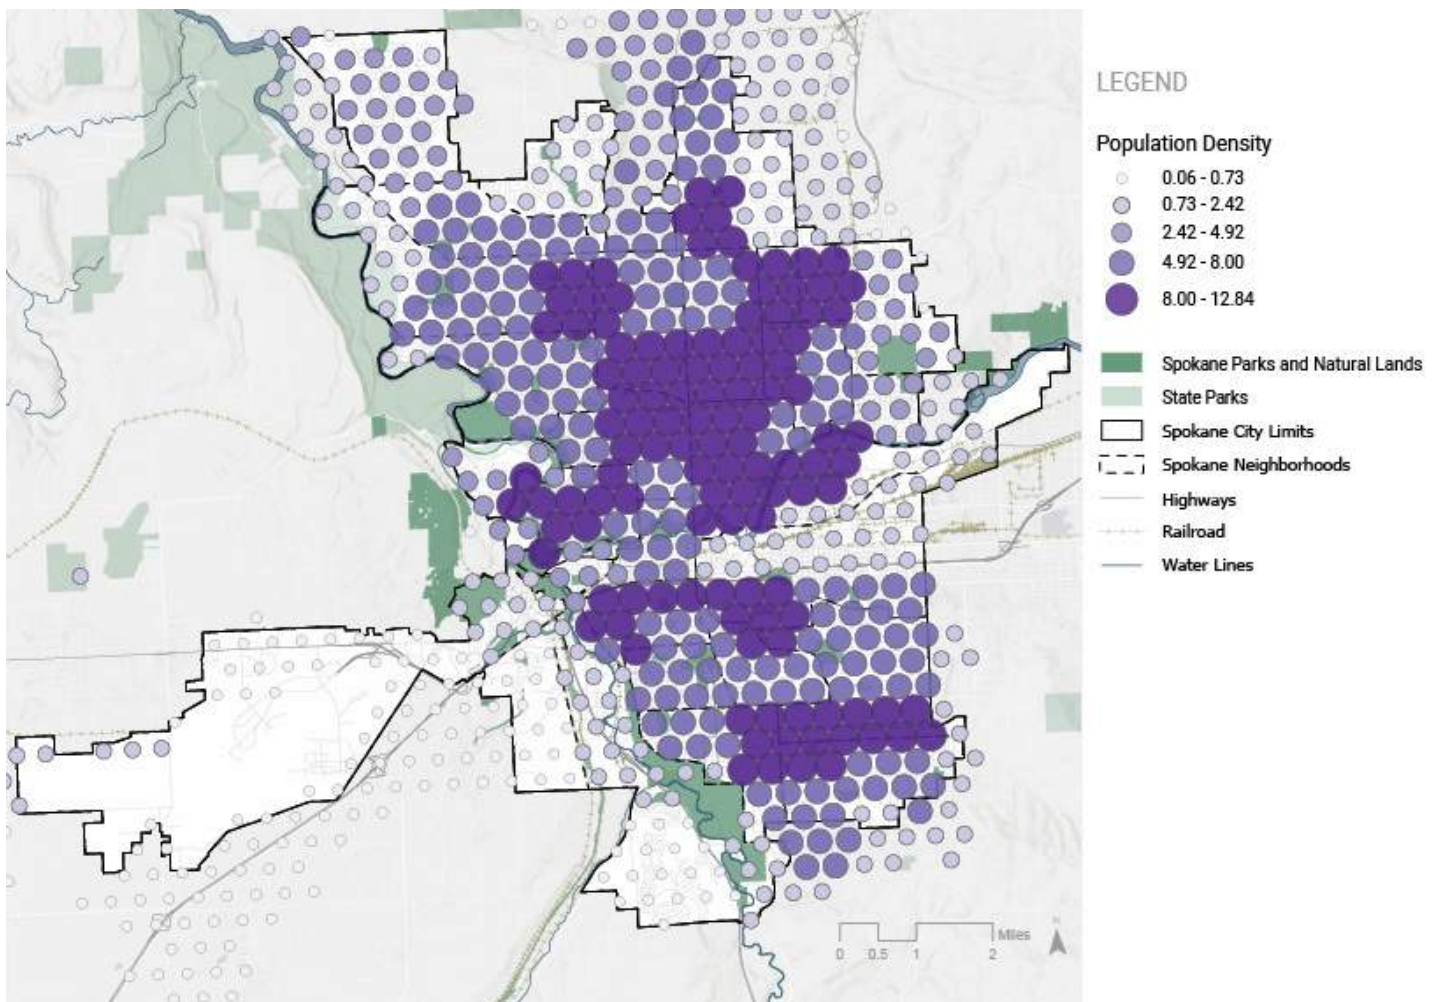 LEGEND
Population Density
0.06 - 0.73
0.73 - 2.42
2.42 - 4.92
4.92 - 8.00
8.00 - 12.84
Spokane Parks and Natural Lands
State Parks
Spokane City Limits
Spokane Neighborhoods
Highways
Railroad
Water Lines
N
Miles
0 0.5 1 2